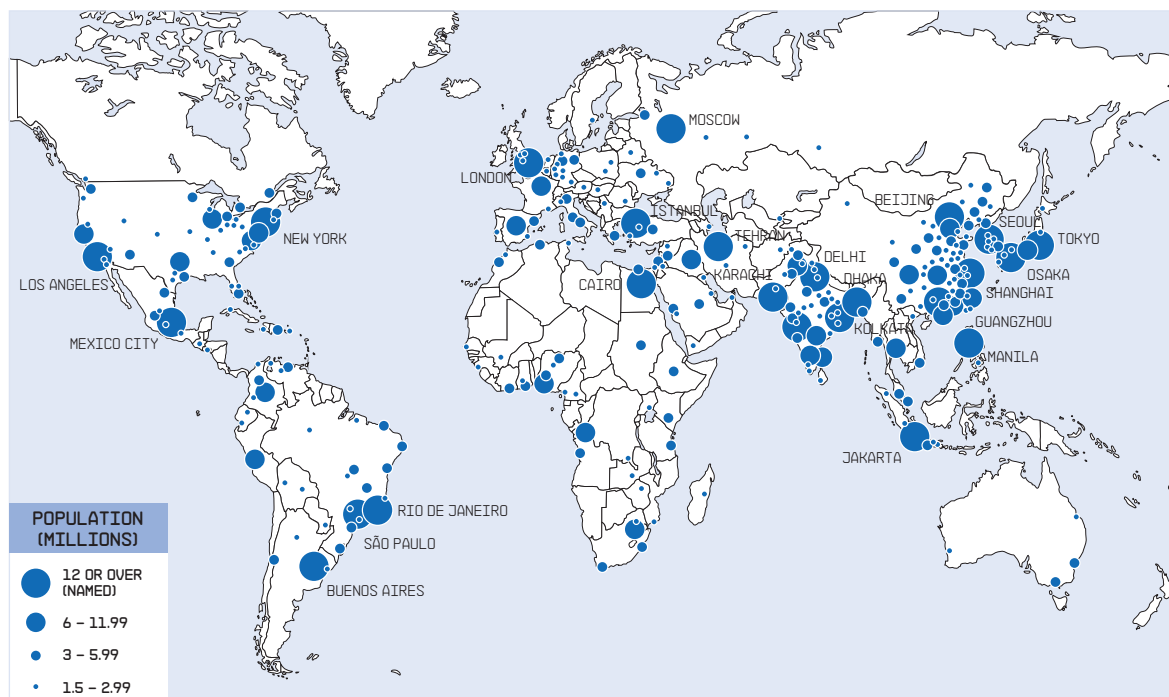 MOSCOW
LONDON
BEIJING
ISTANBUL
SEOUL
NEW YORK
TEHRAN
TOKYO
DELHI
LOS ANGELES
KARACHI
OSAKA
CAIRO
DHAKA
SHANGHAI
GUANGZHOU
KOLKATA
MEXICO CITY
MANILA
JAKARTA
RIO DE JANEIRO
SÃO PAULO
BUENOS AIRES
POPULATION
(MILLIONS)
12 OR OVER
(NAMED)
6 – 11.99
3 – 5.99
1.5 – 2.99